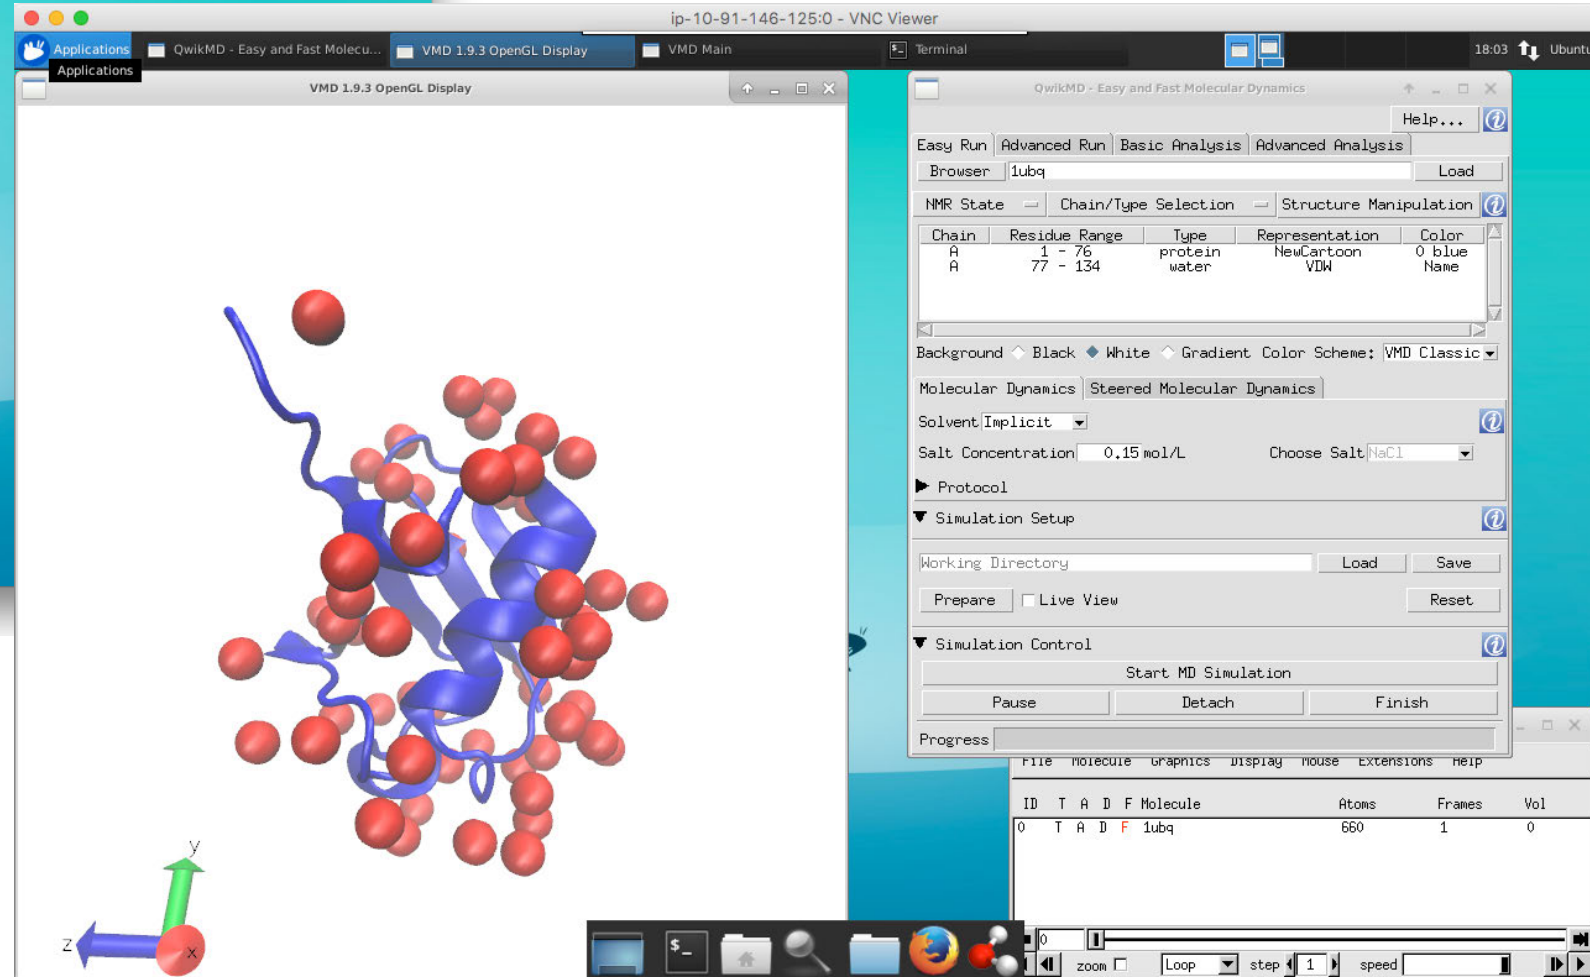 ip-10-91-146-125:0 - VNC Viewer
Applications QwikMD - Easy and Fast Molecu... VMD 1.9.3 OpenGL Display VMD Main Terminal 18:03 Ubuntu
Applications
VMD 1.9.3 OpenGL Display
QwikMD - Easy and Fast Molecular Dynamics
Help...
Easy Run Advanced Run Basic Analysis Advanced Analysis
Browser 1ubq Load
NMR State Chain/Type Selection Structure Manipulation
Chain Residue Range Type Representation Color
A 1 - 76 protein NewCartoon 0 blue
A 77 - 134 water VDW Name
Background Black White Gradient Color Scheme: VMD Classic
Molecular Dynamics Steered Molecular Dynamics
Solvent Implicit
Salt Concentration 0.15 mol/L Choose Salt NaCl
Protocol
Simulation Setup
Working Directory Load Save
Prepare Live View Reset
Simulation Control
Start MD Simulation
Pause Detach Finish
Progress
File Molecule Graphics Display Mouse Extensions Help
ID T A D F Molecule Atoms Frames Vol
0 T A D F 1ubq 660 1 0
y
z
x
$_
0
zoom Loop step 1 speed